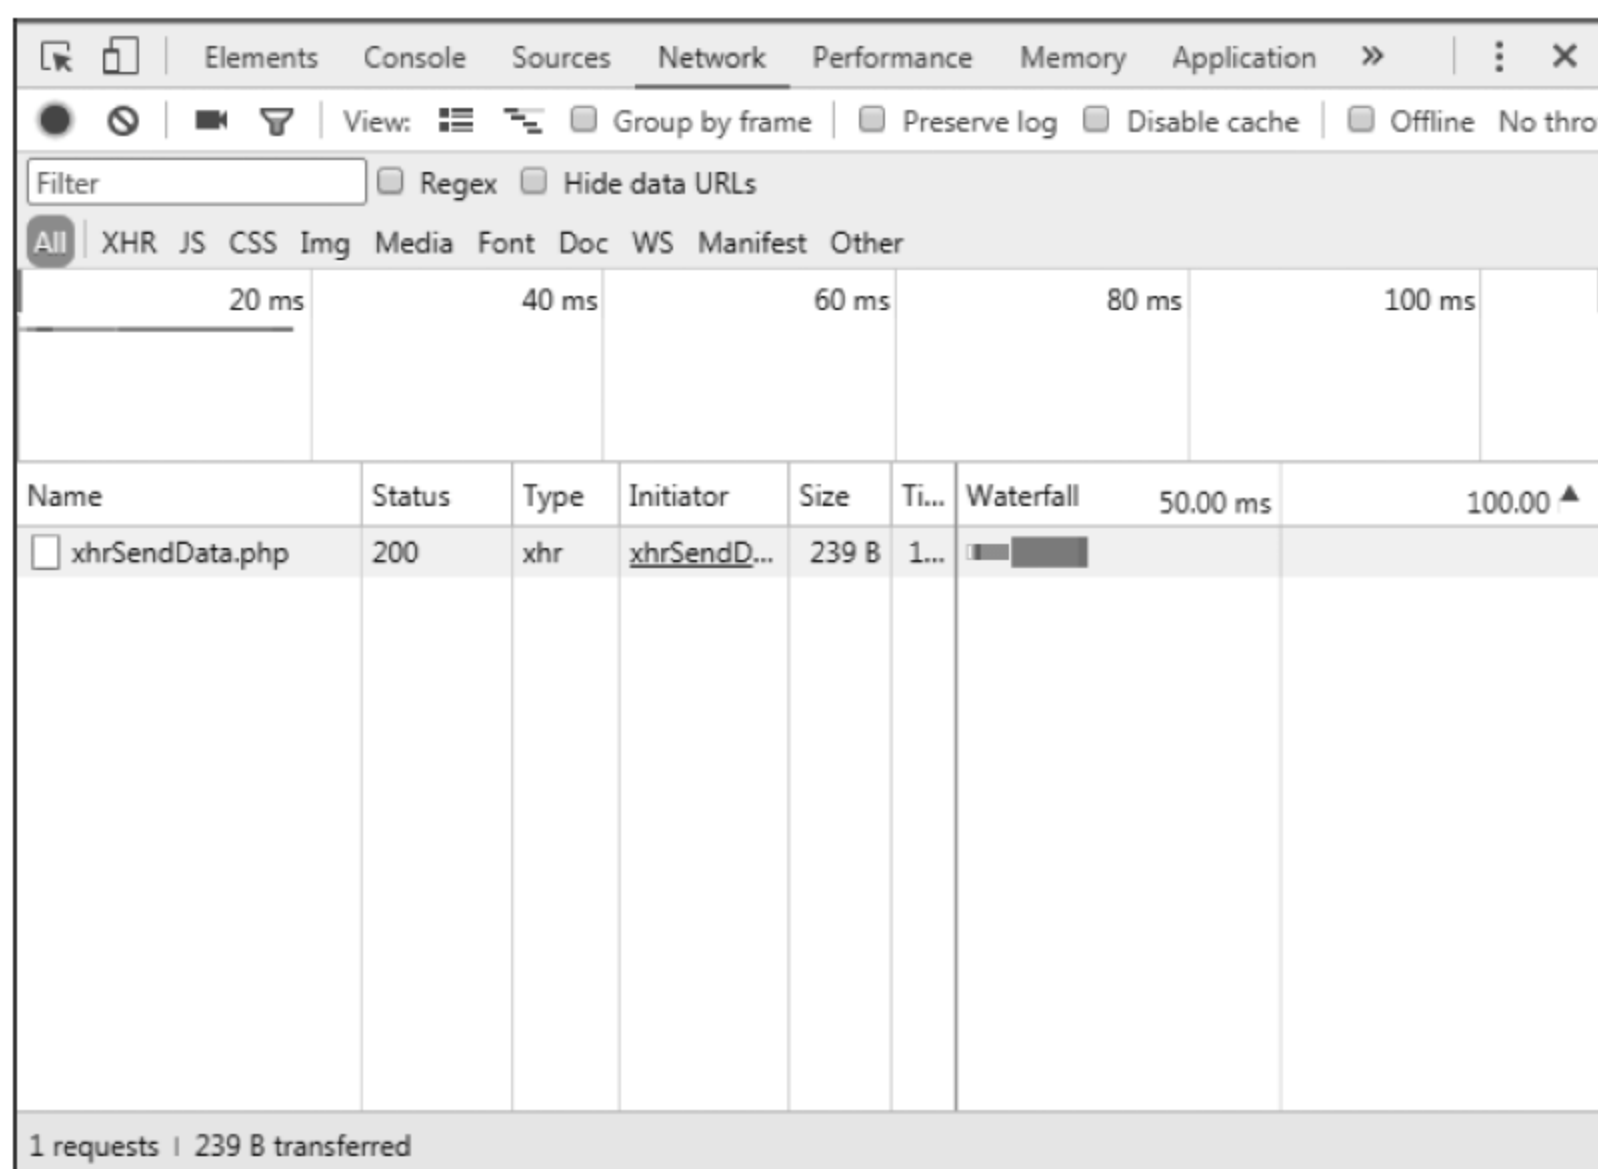 Elements Console Sources Network Performance Memory Application »
View: Group by frame Preserve log Disable cache Offline No thro
Filter Regex Hide data URLs
All XHR JS CSS Img Media Font Doc WS Manifest Other
20 ms 40 ms 60 ms 80 ms 100 ms
Name Status Type Initiator Size Ti... Waterfall 50.00 ms 100.00
xhrSendData.php 200 xhr xhrSendD... 239 B 1...
1 requests | 239 B transferred